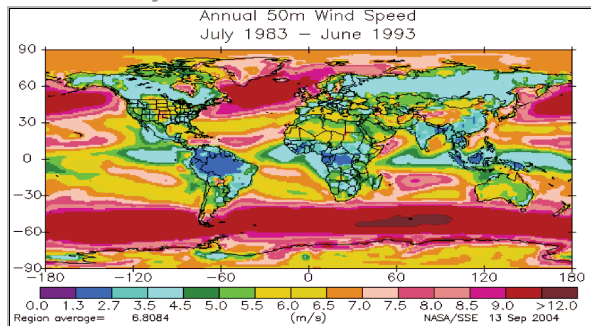 Annual 50m Wind Speed
July 1983 – June 1993
90
60
30
0
−30
−60
−90
−180 −120 −60 0 60 120 180
0.0 1.3 2.7 3.5 4.5 5.0 5.5 6.0 6.5 7.0 7.5 8.0 8.5 9.0 >12.0
Region average= 6.8084 (m/s) NASA/SSE 13 Sep 2004